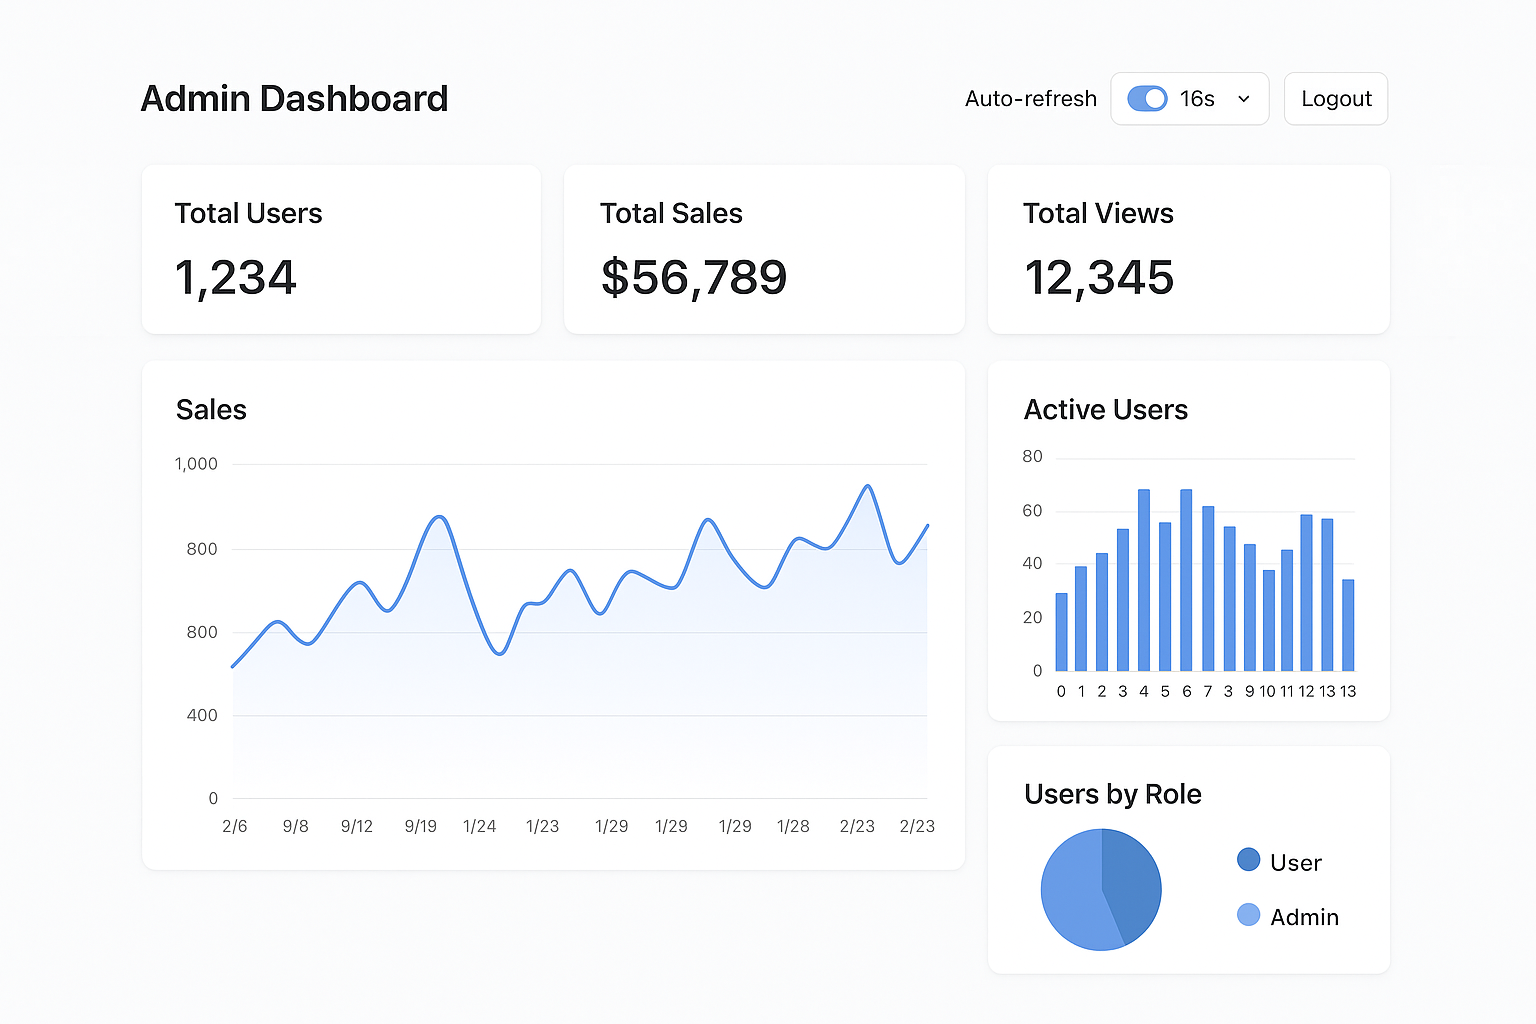 Admin Dashboard
Auto-refresh 16s Logout
Total Users
1,234
Total Sales
$56,789
Total Views
12,345
Sales
1,000
800
800
400
0
2/6 9/8 9/12 9/19 1/24 1/23 1/29 1/29 1/29 1/28 2/23 2/23
Active Users
80
60
40
20
0
0 1 2 3 4 5 6 7 3 9 10 11 12 13 13
Users by Role
User
Admin